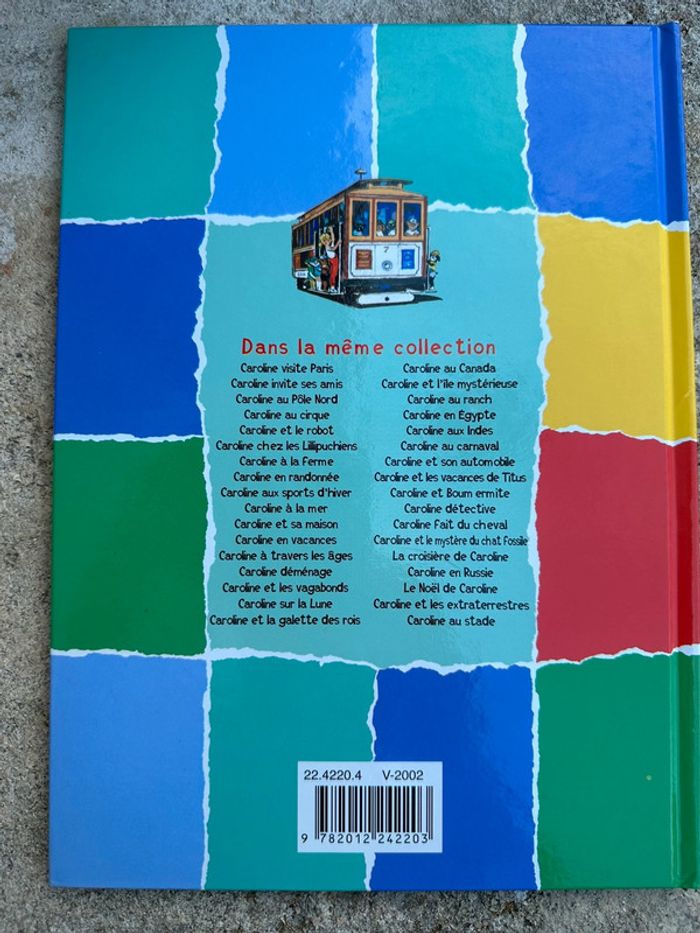 7
Dans la même collection
Caroline visite Paris
Caroline invite ses amis
Caroline au Pôle Nord
Caroline au cirque
Caroline et le robot
Caroline chez les Lillipuchiens
Caroline à la ferme
Caroline en randonnée
Caroline aux sports d'hiver
Caroline à la mer
Caroline et sa maison
Caroline en vacances
Caroline à travers les âges
Caroline déménage
Caroline et les vagabonds
Caroline sur la Lune
Caroline et la galette des rois
Caroline au Canada
Caroline et l'île mystérieuse
Caroline au ranch
Caroline en Égypte
Caroline aux Indes
Caroline au carnaval
Caroline et son automobile
Caroline et les vacances de Titus
Caroline et Boum ermite
Caroline détective
Caroline fait du cheval
Caroline et le mystère du chat fossile
La croisière de Caroline
Caroline en Russie
Le Noël de Caroline
Caroline et les extraterrestres
Caroline au stade
22.4220.4 V-2002
9 782012 242203